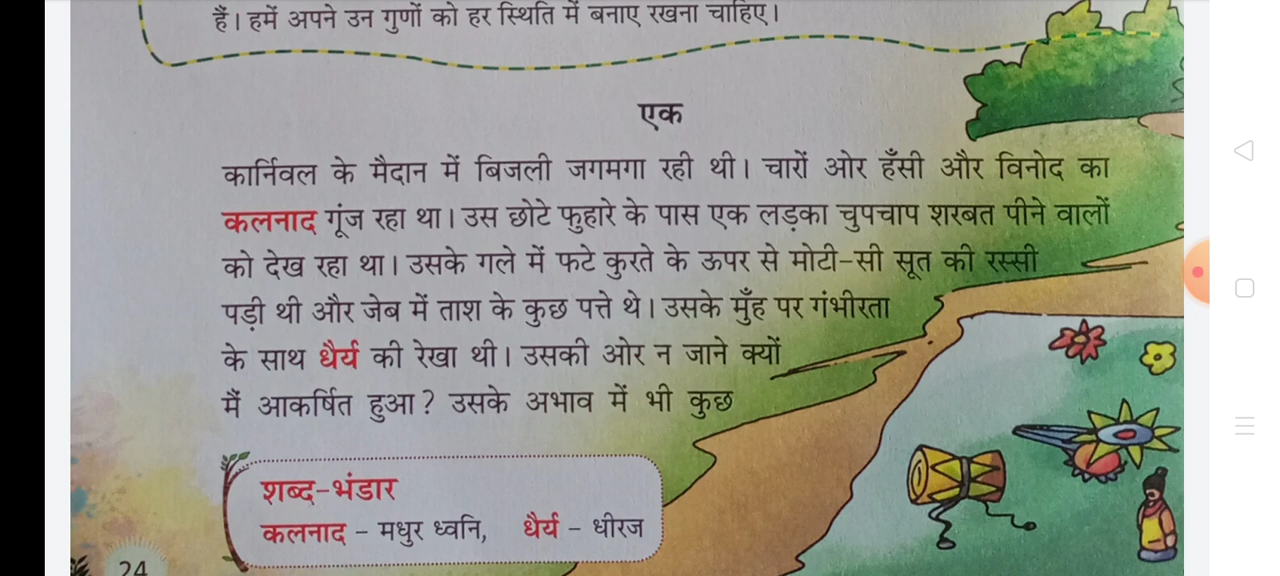 हैं। हमें अपने उन गुणों को हर स्थिति में बनाए रखना चाहिए।
एक
कार्निवल के मैदान में बिजली जगमगा रही थी। चारों ओर हँसी और विनोद का
कलनाद गूंज रहा था। उस छोटे फुहारे के पास एक लड़का चुपचाप शरबत पीने वालों
को देख रहा था। उसके गले में फटे कुरते के ऊपर से मोटी-सी सूत की रस्सी
पड़ी थी और जेब में ताश के कुछ पत्ते थे। उसके मुँह पर गंभीरता
के साथ धैर्य की रेखा थी। उसकी ओर न जाने क्यों
मैं आकर्षित हुआ? उसके अभाव में भी कुछ
शब्द-भंडार
कलनाद - मधुर ध्वनि, धैर्य - धीरज
24